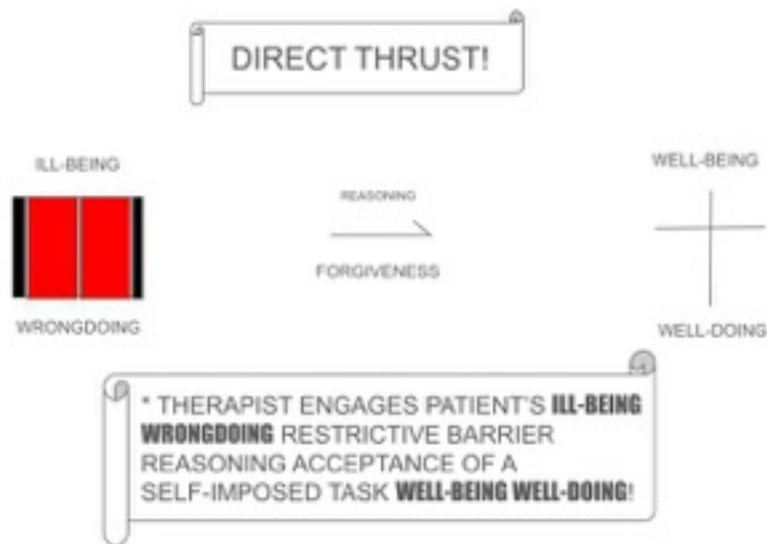 DIRECT THRUST!
ILL-BEING
WRONGDOING
REASONING
FORGIVENESS
WELL-BEING
WELL-DOING
* THERAPIST ENGAGES PATIENT'S ILL-BEING
WRONGDOING RESTRICTIVE BARRIER
REASONING ACCEPTANCE OF A
SELF-IMPOSED TASK WELL-BEING WELL-DOING!